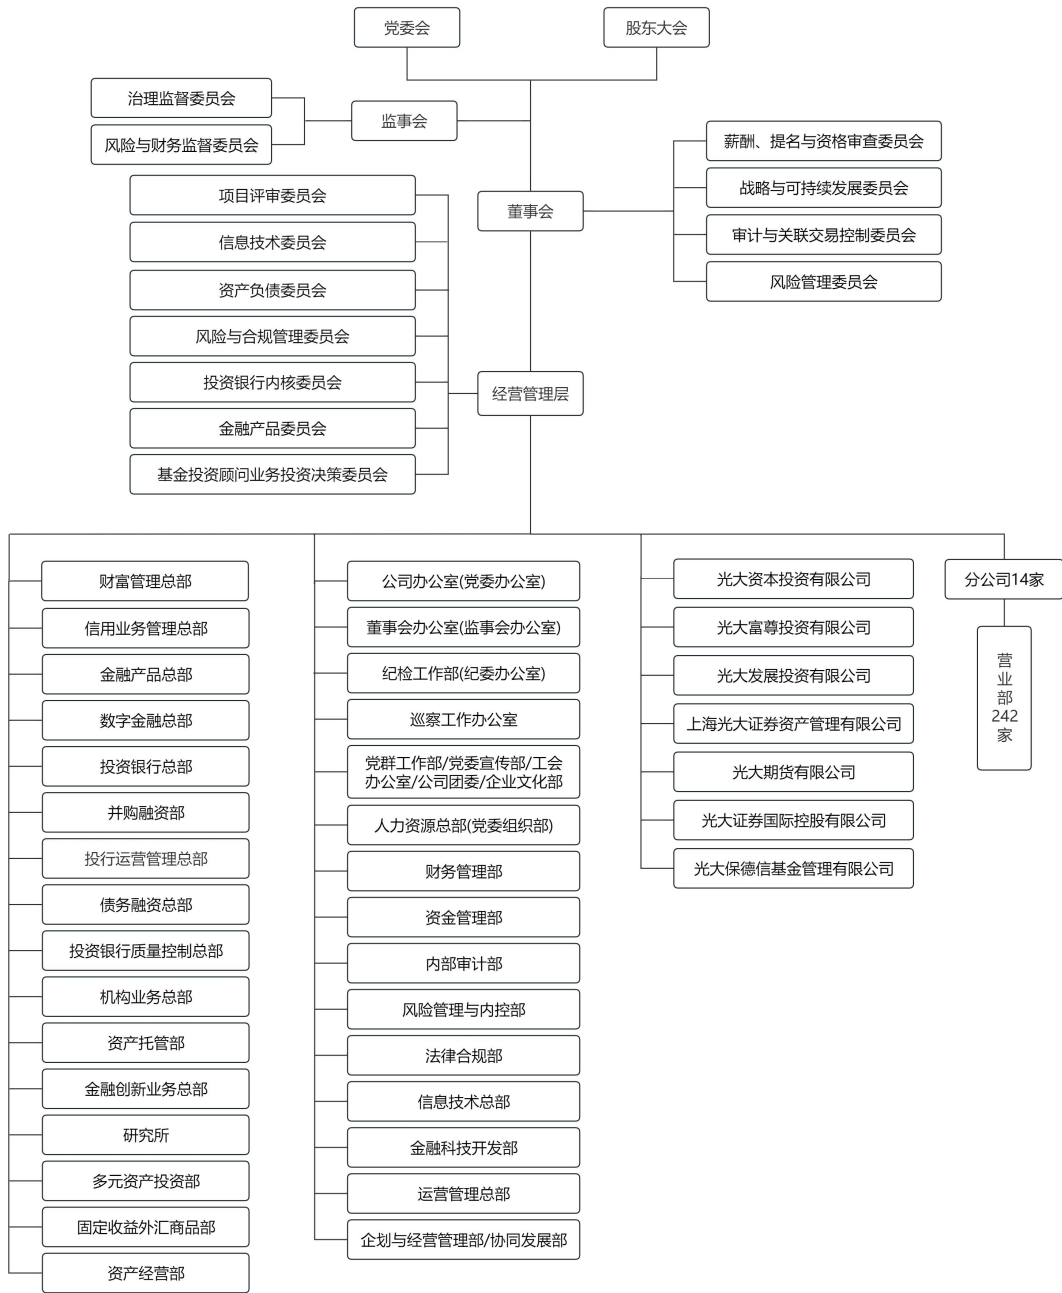 党委会
股东大会
治理监督委员会
风险与财务监督委员会
监事会
董事会
薪酬、提名与资格审查委员会
战略与可持续发展委员会
审计与关联交易控制委员会
风险管理委员会
项目评审委员会
信息技术委员会
资产负债委员会
风险与合规管理委员会
投资银行内核委员会
金融产品委员会
基金投资顾问业务投资决策委员会
经营管理层
财富管理总部
信用业务管理总部
金融产品总部
数字金融总部
投资银行总部
并购融资部
投行运营管理总部
债务融资总部
投资银行质量控制总部
机构业务总部
资产托管部
金融创新业务总部
研究所
多元资产投资部
固定收益外汇商品部
资产经营部
公司办公室(党委办公室)
董事会办公室(监事会办公室)
纪检工作部(纪委办公室)
巡察工作办公室
党群工作部/党委宣传部/工会
办公室/公司团委/企业文化部
人力资源总部(党委组织部)
财务管理部
资金管理部
内部审计部
风险管理与内控部
法律合规部
信息技术总部
金融科技开发部
运营管理总部
企划与经营管理部/协同发展部
光大资本投资有限公司
光大富尊投资有限公司
光大发展投资有限公司
上海光大证券资产管理有限公司
光大期货有限公司
光大证券国际控股有限公司
光大保德信基金管理有限公司
分公司14家
营
业
部
242
家